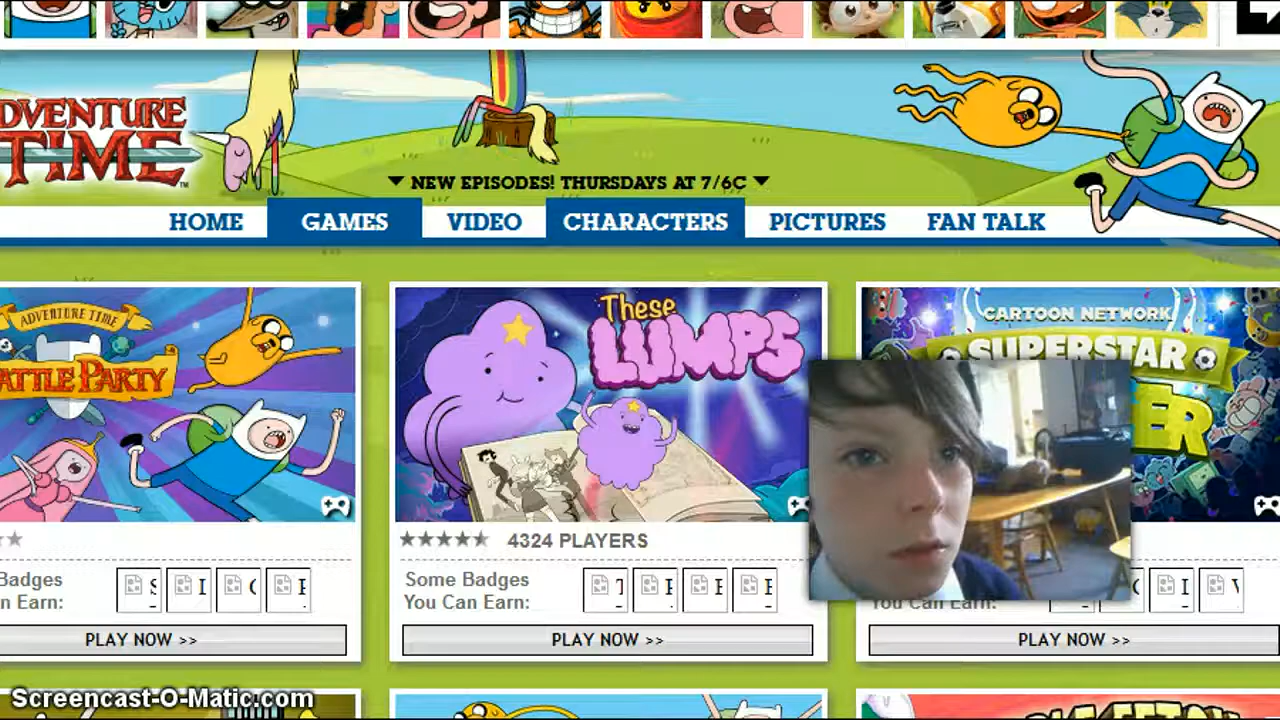 ADVENTURE
TIME
NEW EPISODES! THURSDAYS AT 7/6C
HOME GAMES VIDEO CHARACTERS PICTURES FAN TALK
ADVENTURE TIME
BATTLE PARTY
These
LUMPS
CARTOON NETWORK
SUPERSTAR
4324 PLAYERS
Badges
Earn:
Some Badges
You Can Earn:
You Can Earn:
PLAY NOW >>
PLAY NOW >>
PLAY NOW >>
Screencast-O-Matic.com